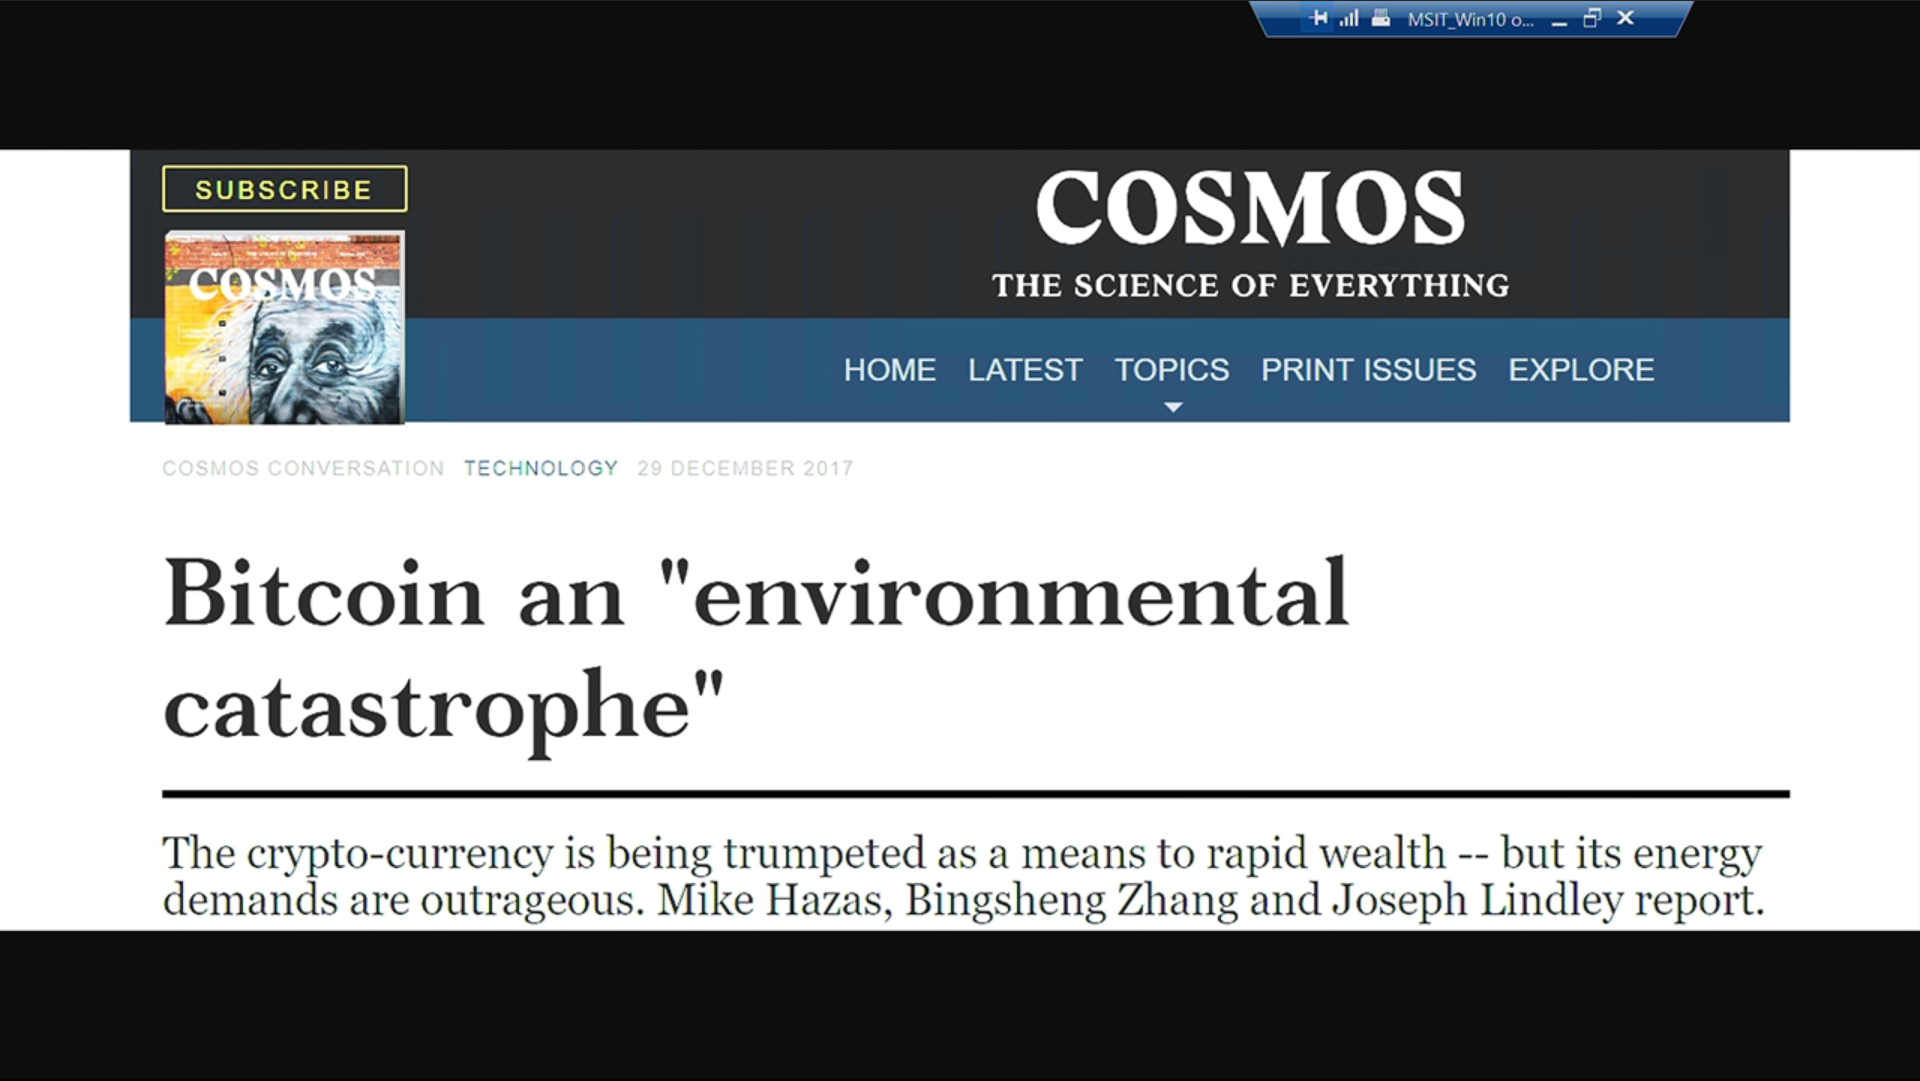 MSIT_Win10 o...
SUBSCRIBE
COSMOS
THE SCIENCE OF EVERYTHING
COSMOS
HOME LATEST TOPICS PRINT ISSUES EXPLORE
COSMOS CONVERSATION TECHNOLOGY 29 DECEMBER 2017
Bitcoin an "environmental
catastrophe"
The crypto-currency is being trumpeted as a means to rapid wealth -- but its energy
demands are outrageous. Mike Hazas, Bingsheng Zhang and Joseph Lindley report.